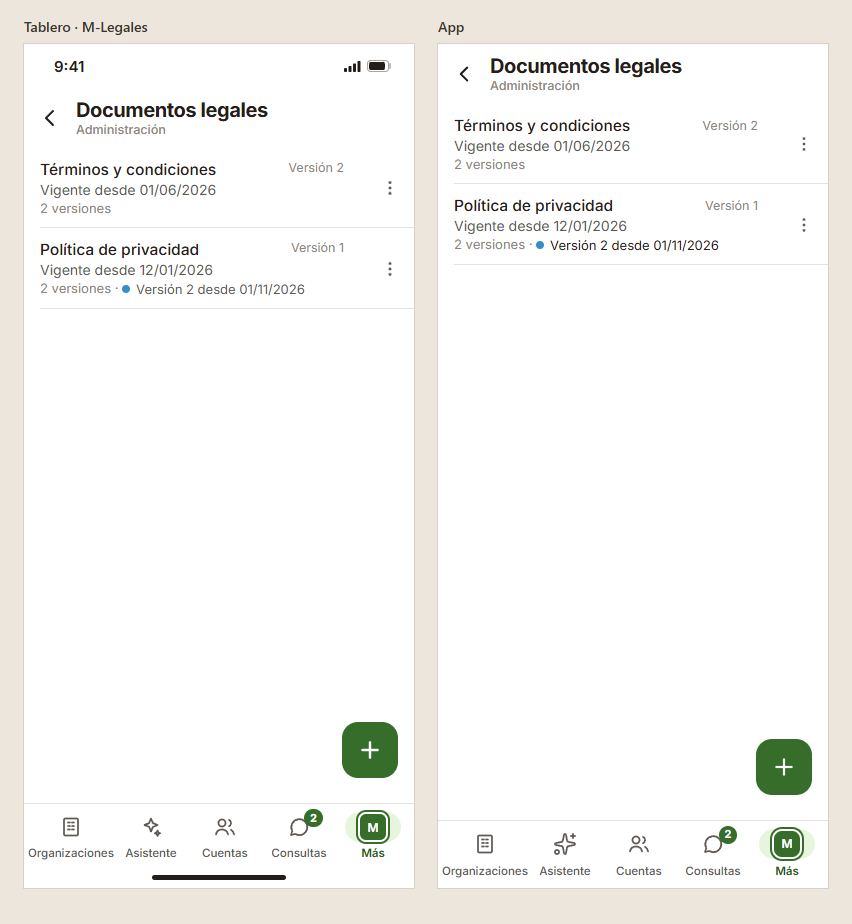 Tablero · M-Legales
9:41
Documentos legales
Administración
Términos y condiciones
Versión 2
Vigente desde 01/06/2026
2 versiones
Política de privacidad
Versión 1
Vigente desde 12/01/2026
2 versiones · Versión 2 desde 01/11/2026
Organizaciones
Asistente
Cuentas
2
Consultas
M
Más
App
Documentos legales
Administración
Términos y condiciones
Versión 2
Vigente desde 01/06/2026
2 versiones
Política de privacidad
Versión 1
Vigente desde 12/01/2026
2 versiones · Versión 2 desde 01/11/2026
Organizaciones
Asistente
Cuentas
2
Consultas
M
Más